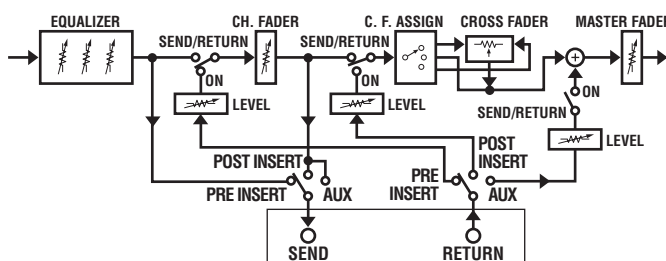 EQUALIZER
CH. FADER
C. F. ASSIGN
CROSS FADER
MASTER FADER
SEND/RETURN
SEND/RETURN
ON
ON
ON
LEVEL
LEVEL
SEND/RETURN
LEVEL
POST INSERT
PRE INSERT
AUX
POST
INSERT
PRE
INSERT
AUX
SEND
RETURN